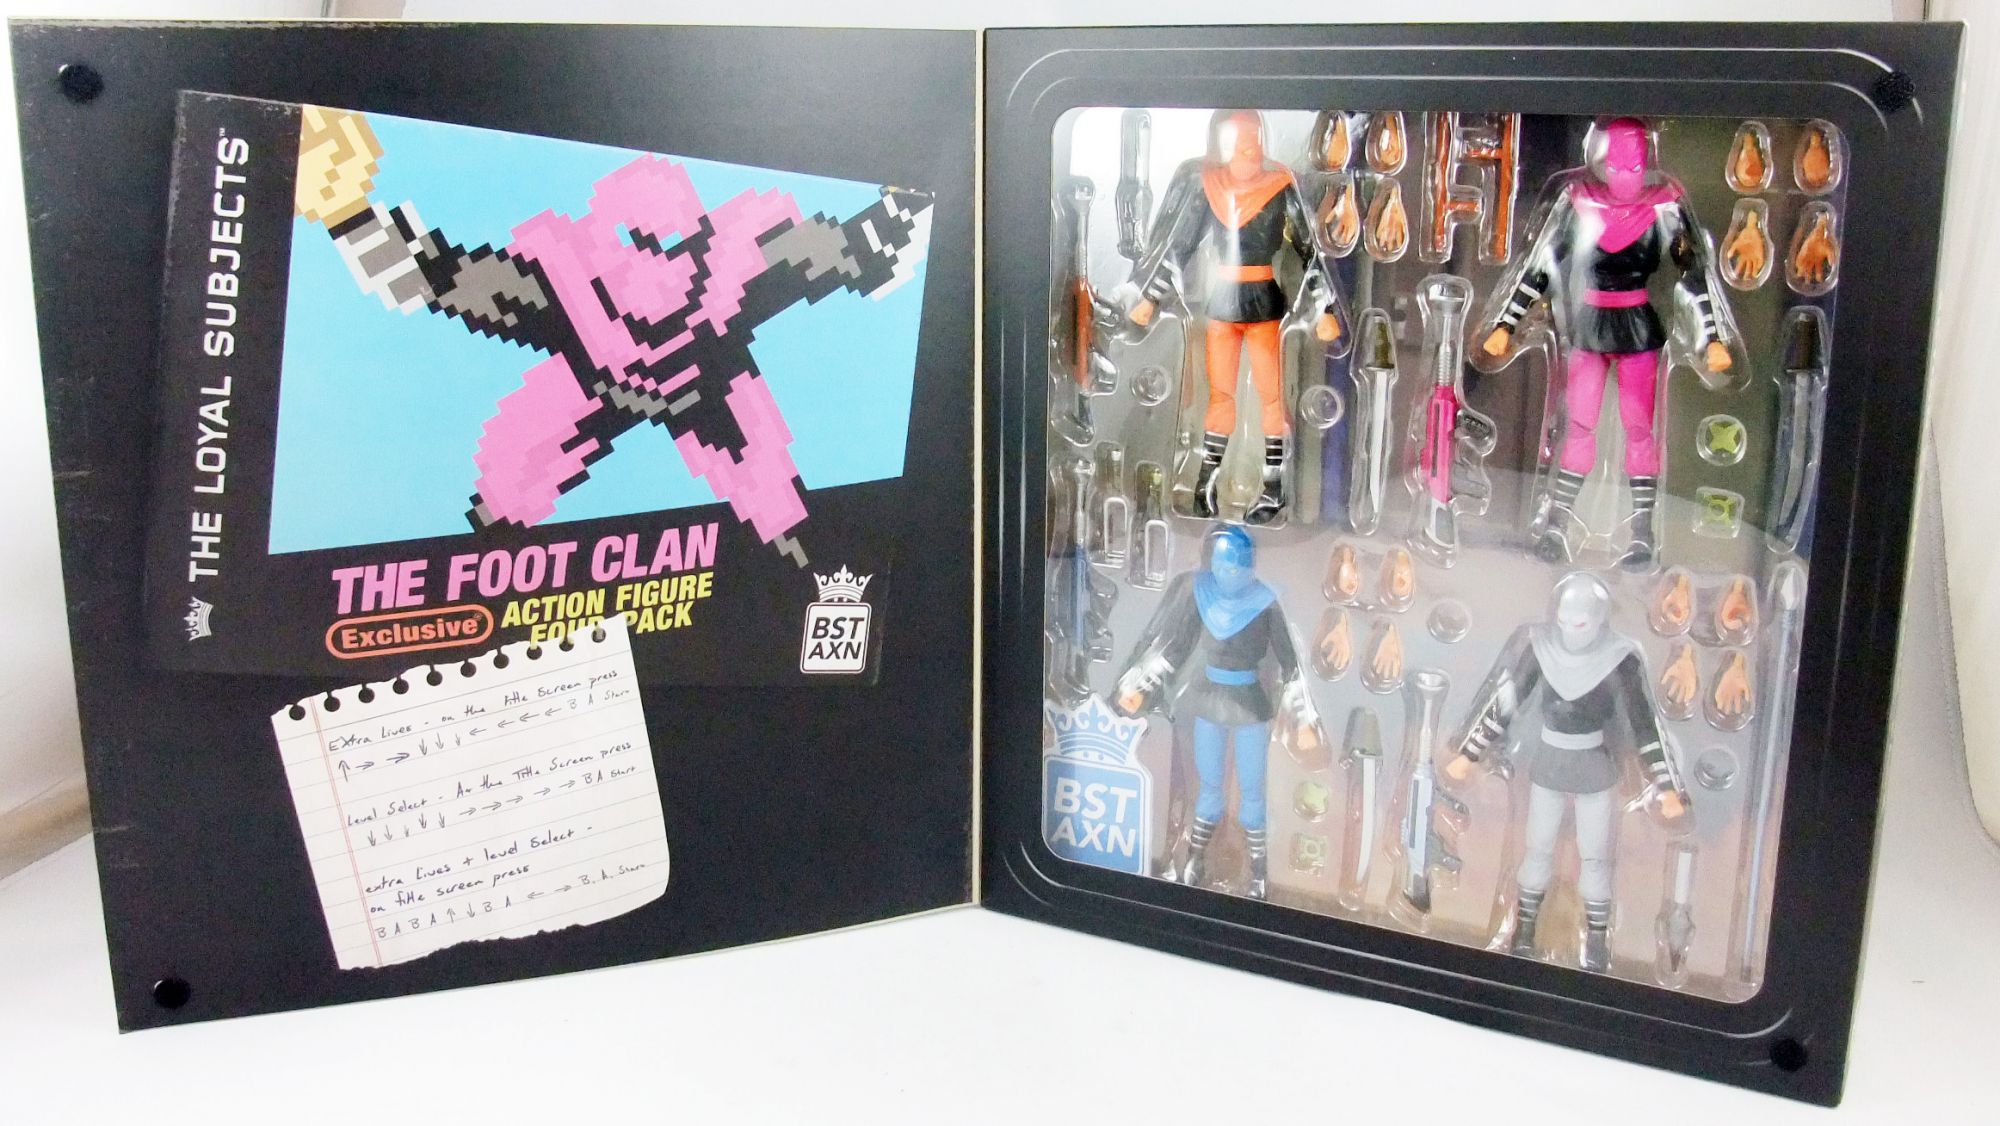 THE LOYAL SUBJECTS™
THE FOOT CLAN
Exclusive
ACTION FIGURE
FOUR PACK
BST
AXN
Extra Lives - on the title Screen press
↑ → → ↓ ↓ ↓ ← ← ← ← B A Start
Level Select - At the Title Screen press
↓ ↓ ↓ ↓ ↓ → → → → → B A Start
extra Lives + level Select -
on title screen press
B A B A ↑ ↓ B A ← → B. A. Start
BST
AXN